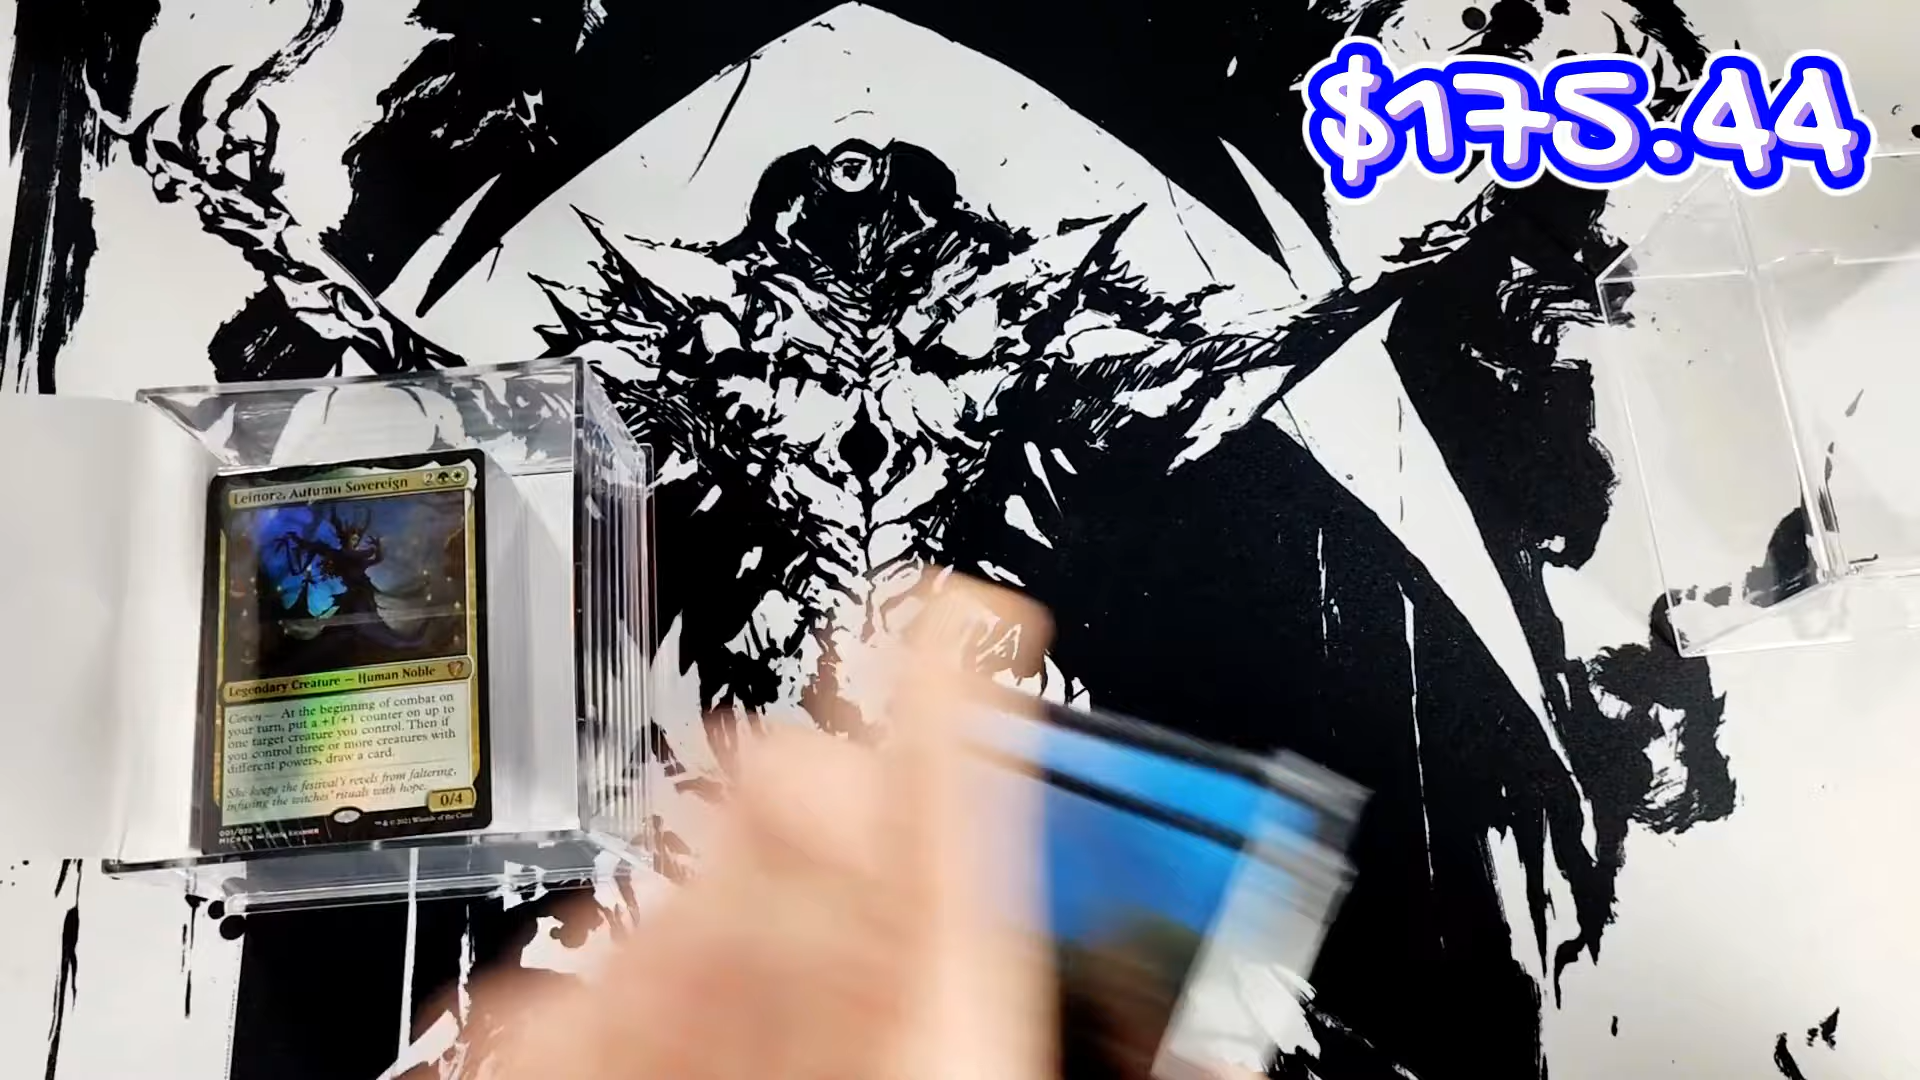 $175.44
Leinore, Autumn Sovereign 2
Legendary Creature — Human Noble
Coven — At the beginning of combat on
your turn, put a +1/+1 counter on up to
one target creature you control. Then if
you control three or more creatures with
different powers, draw a card.
She keeps the festival's revels from faltering,
infusing the witches' rituals with hope.
0/4